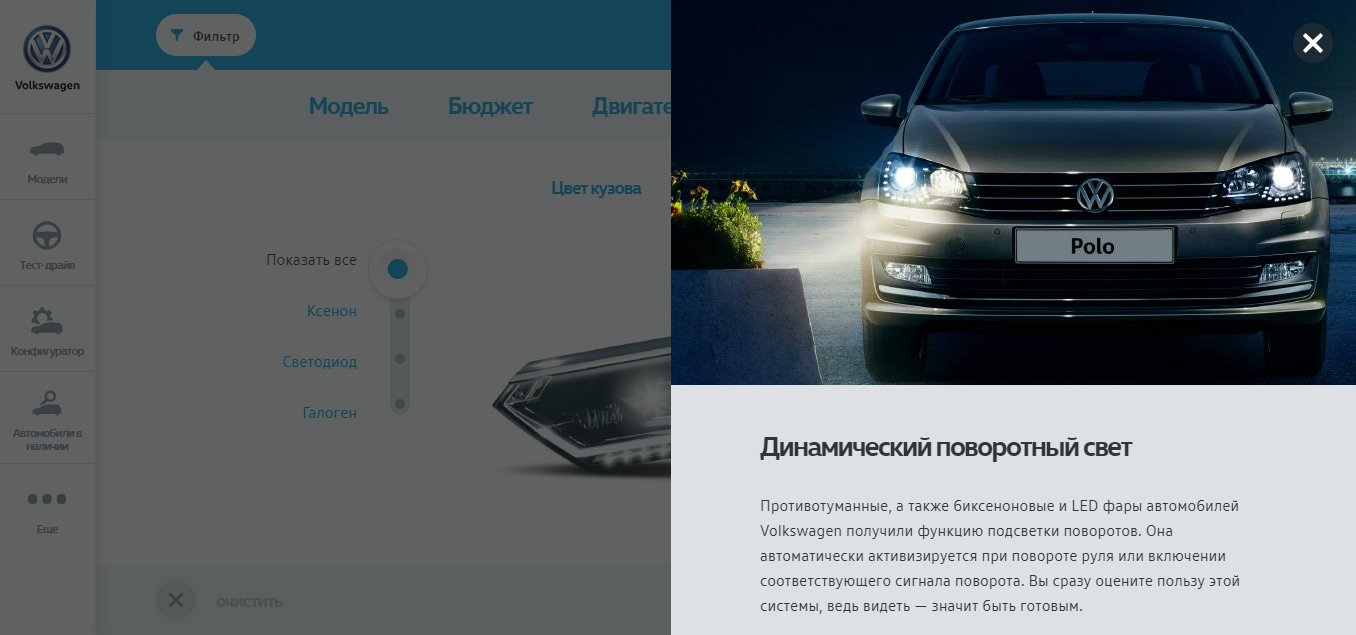 Volkswagen
Модели
Тест-драйв
Конфигуратор
Автомобили в
наличии
Еще
Фильтр
Модель Бюджет Двигате
Цвет кузова
Показать все
Ксенон
Светодиод
Галоген
ОЧИСТИТЬ
Polo
Динамический поворотный свет
Противотуманные, а также биксеноновые и LED фары автомобилей
Volkswagen получили функцию подсветки поворотов. Она
автоматически активизируется при повороте руля или включении
соответствующего сигнала поворота. Вы сразу оцените пользу этой
системы, ведь видеть — значит быть готовым.